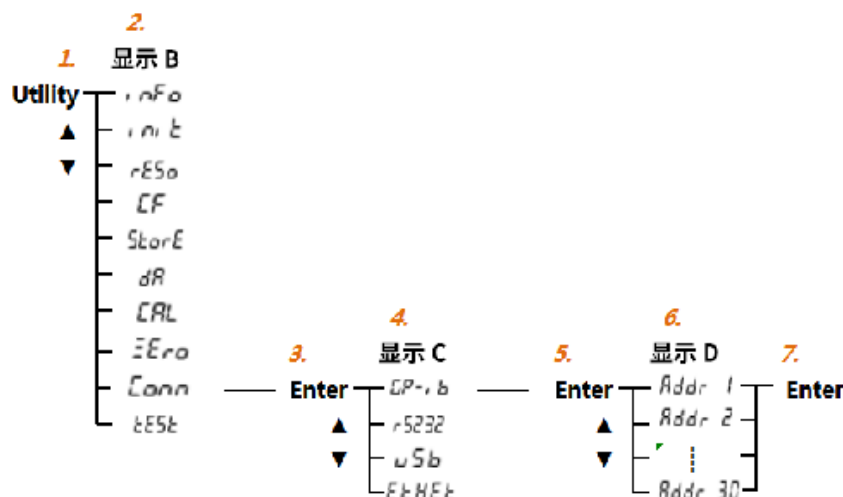 2.
1. 显示 B
Utility inFo
▲ init
▼ rESo
CF
StorE
dA
CAL
4. 6.
3. 显示 C 5. 显示 D 7.
ZEro
Conn Enter GP-ib Enter Addr 1 Enter
tESt ▲ rS232 ▲ Addr 2
▼ uSb ▼
EtHEt Addr 30